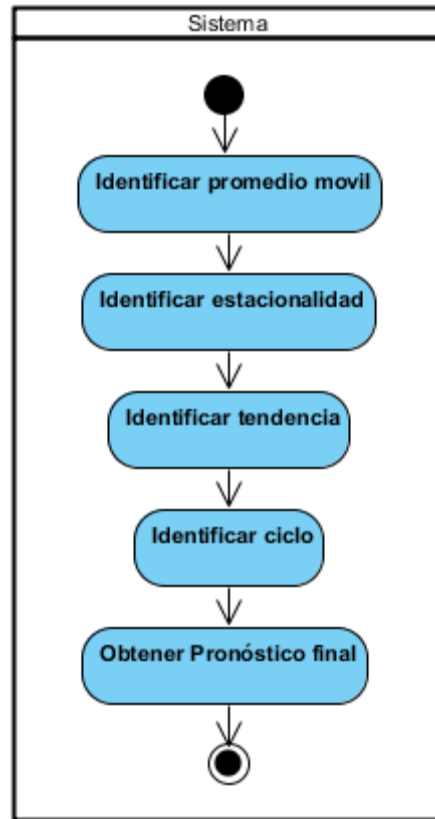 Sistema
Identificar promedio movil
Identificar estacionalidad
Identificar tendencia
Identificar ciclo
Obtener Pronóstico final